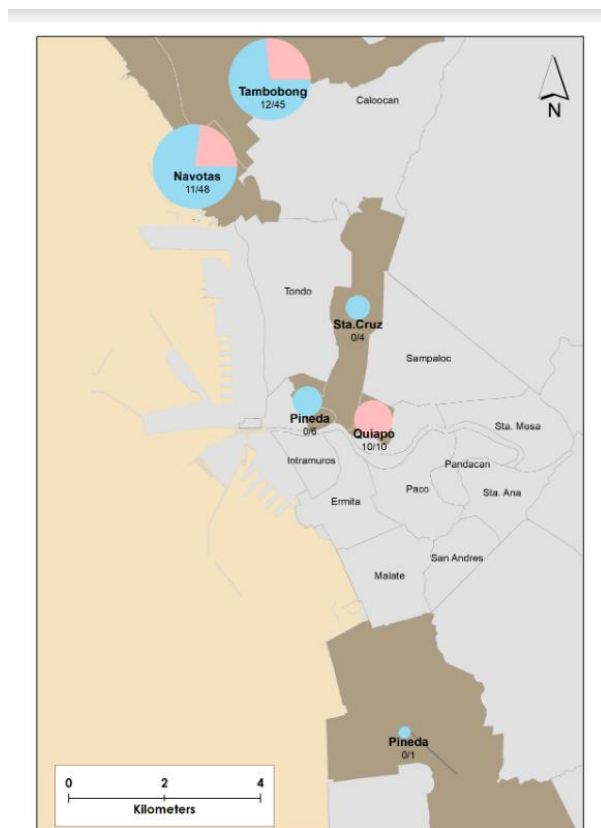 Tambobong
12/45
Caloocan
N
Navotas
11/48
Tondo
Sta.Cruz
0/4
Sampaloc
Pineda
0/6
Quiapo
10/10
Sta. Mesa
Intramuros
Pandacan
Ermita
Paco
Sta. Ana
San Andres
Malate
Pineda
0/1
0 2 4
Kilometers